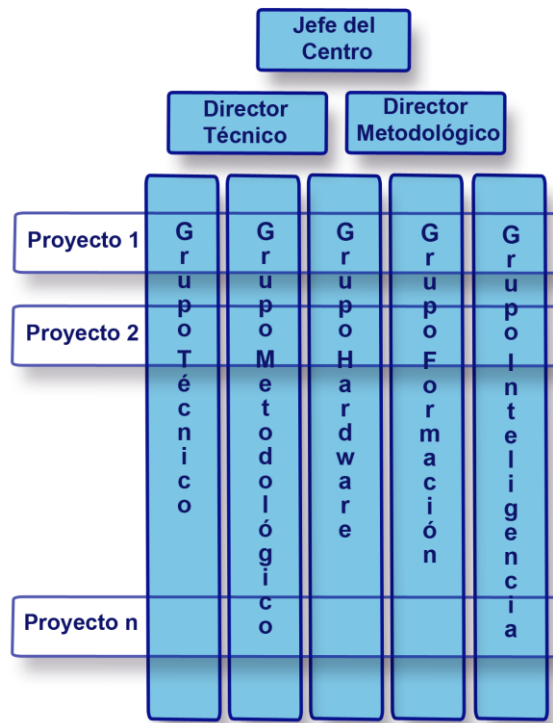 Jefe del
Centro
Director
Técnico
Director
Metodológico
Proyecto 1
Proyecto 2
Proyecto n
Grupo Técnico
Grupo Metodológico
Grupo Hardware
Grupo Formación
Grupo Inteligencia